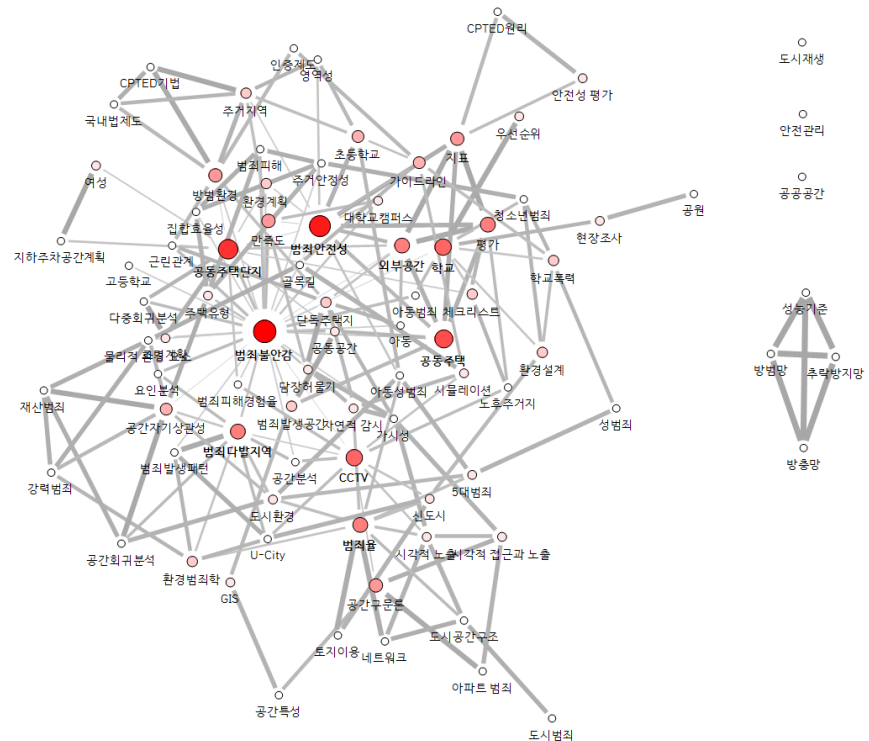 CPTED원리
도시재생
인증제도
영역성
CPTED기법
안전성 평가
주거지역
국내법제도
우선순위
안전관리
초등학교
지표
범죄피해
주거안정성
가이드라인
여성
방범환경
환경계획
공공공간
대학교캠퍼스
청소년범죄
공원
집합효율성
만족도
범죄안전성
평가
현장조사
지하주차공간계획
근린관계
공동주택단지
외부공간
학교
고등학교
골목길
학교폭력
다중회귀분석
주택유형
단독주택지
아동범죄
체크리스트
성능기준
범죄불안감
공동공간
아동
공동주택
환경설계
방범망
추락방지망
요인분석
담장허물기
아동성범죄
시뮬레이션
재산범죄
범죄피해경험율
노후주거지
공간자기상관성
범죄발생공간
자연적 감시
가시성
성범죄
범죄다발지역
방충망
범죄발생패턴
공간분석
CCTV
강력범죄
5대범죄
도시환경
신도시
공간회귀분석
U-City
범죄율
시각적 노출
시각적 접근과 노출
환경범죄학
GIS
공간구문론
도시공간구조
토지이용
네트워크
아파트 범죄
공간특성
도시범죄